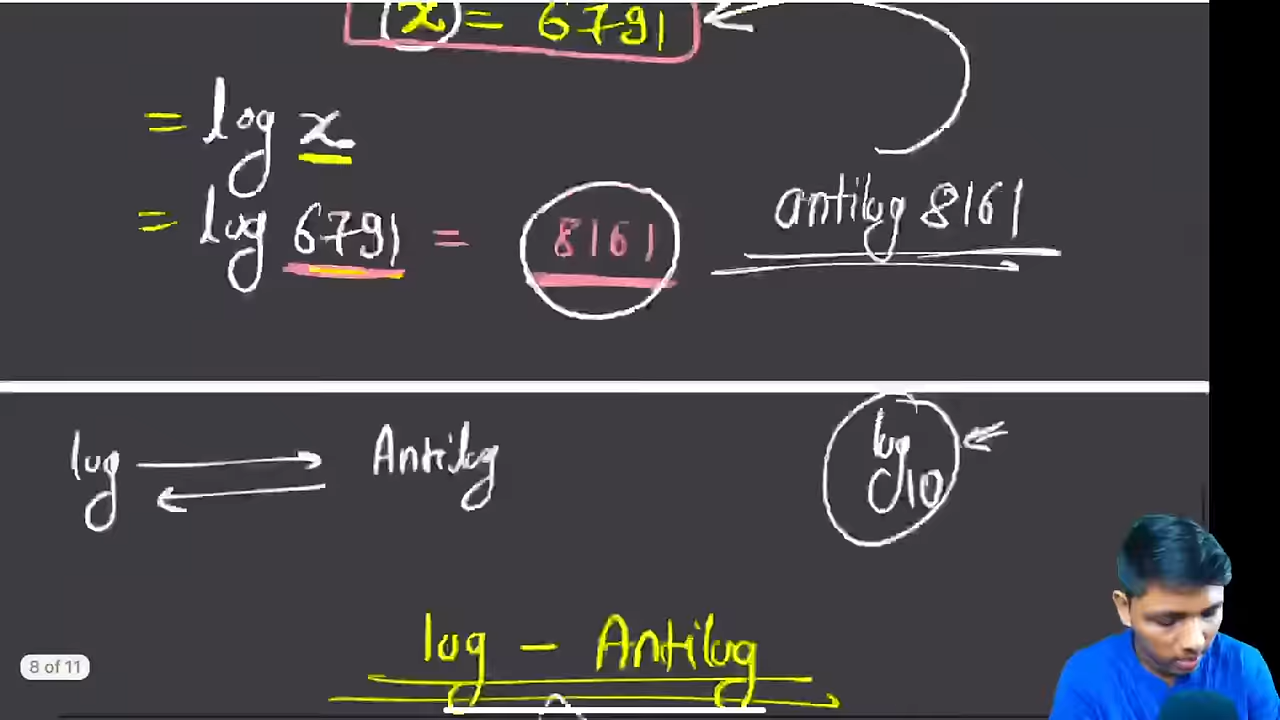 x = 6791
= log x
= log 6791 = 8161 antilog 8161
log Antilog
log 10
log - Antilog
8 of 11